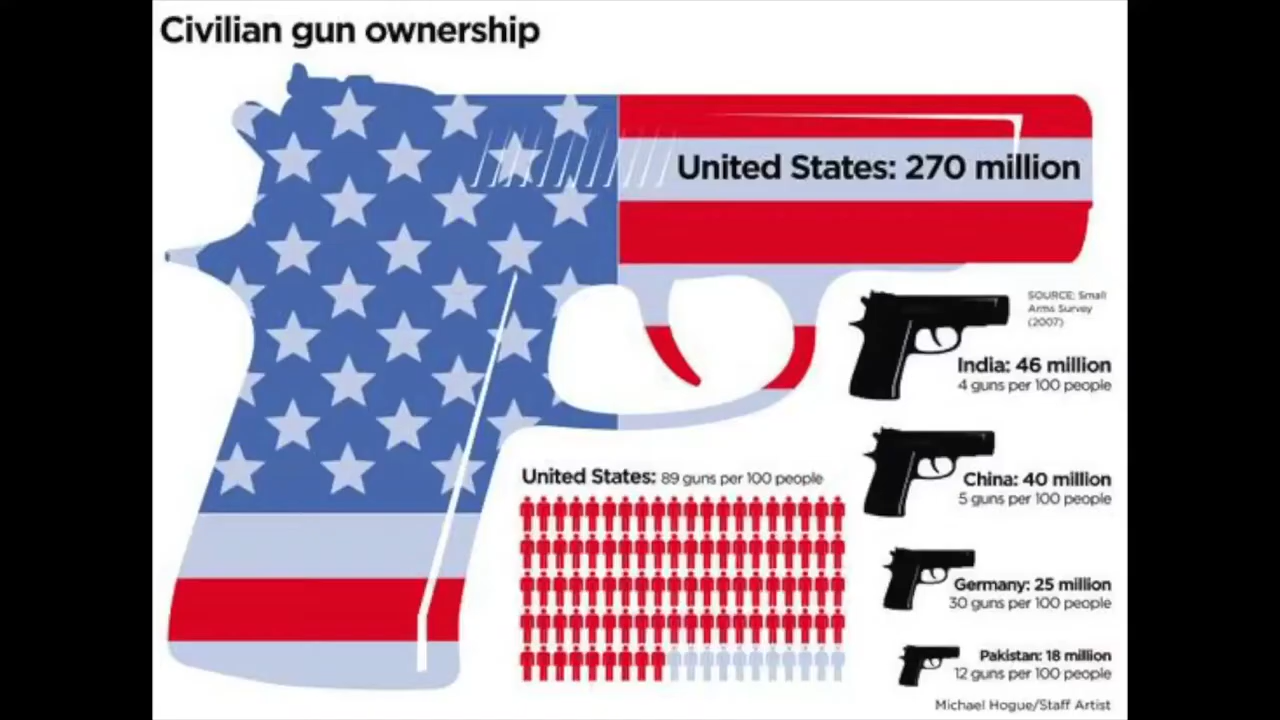 Civilian gun ownership
United States: 270 million
SOURCE: Small
Arms Survey
(2007)
India: 46 million
4 guns per 100 people
United States: 89 guns per 100 people
China: 40 million
5 guns per 100 people
Germany: 25 million
30 guns per 100 people
Pakistan: 18 million
12 guns per 100 people
Michael Hogue/Staff Artist